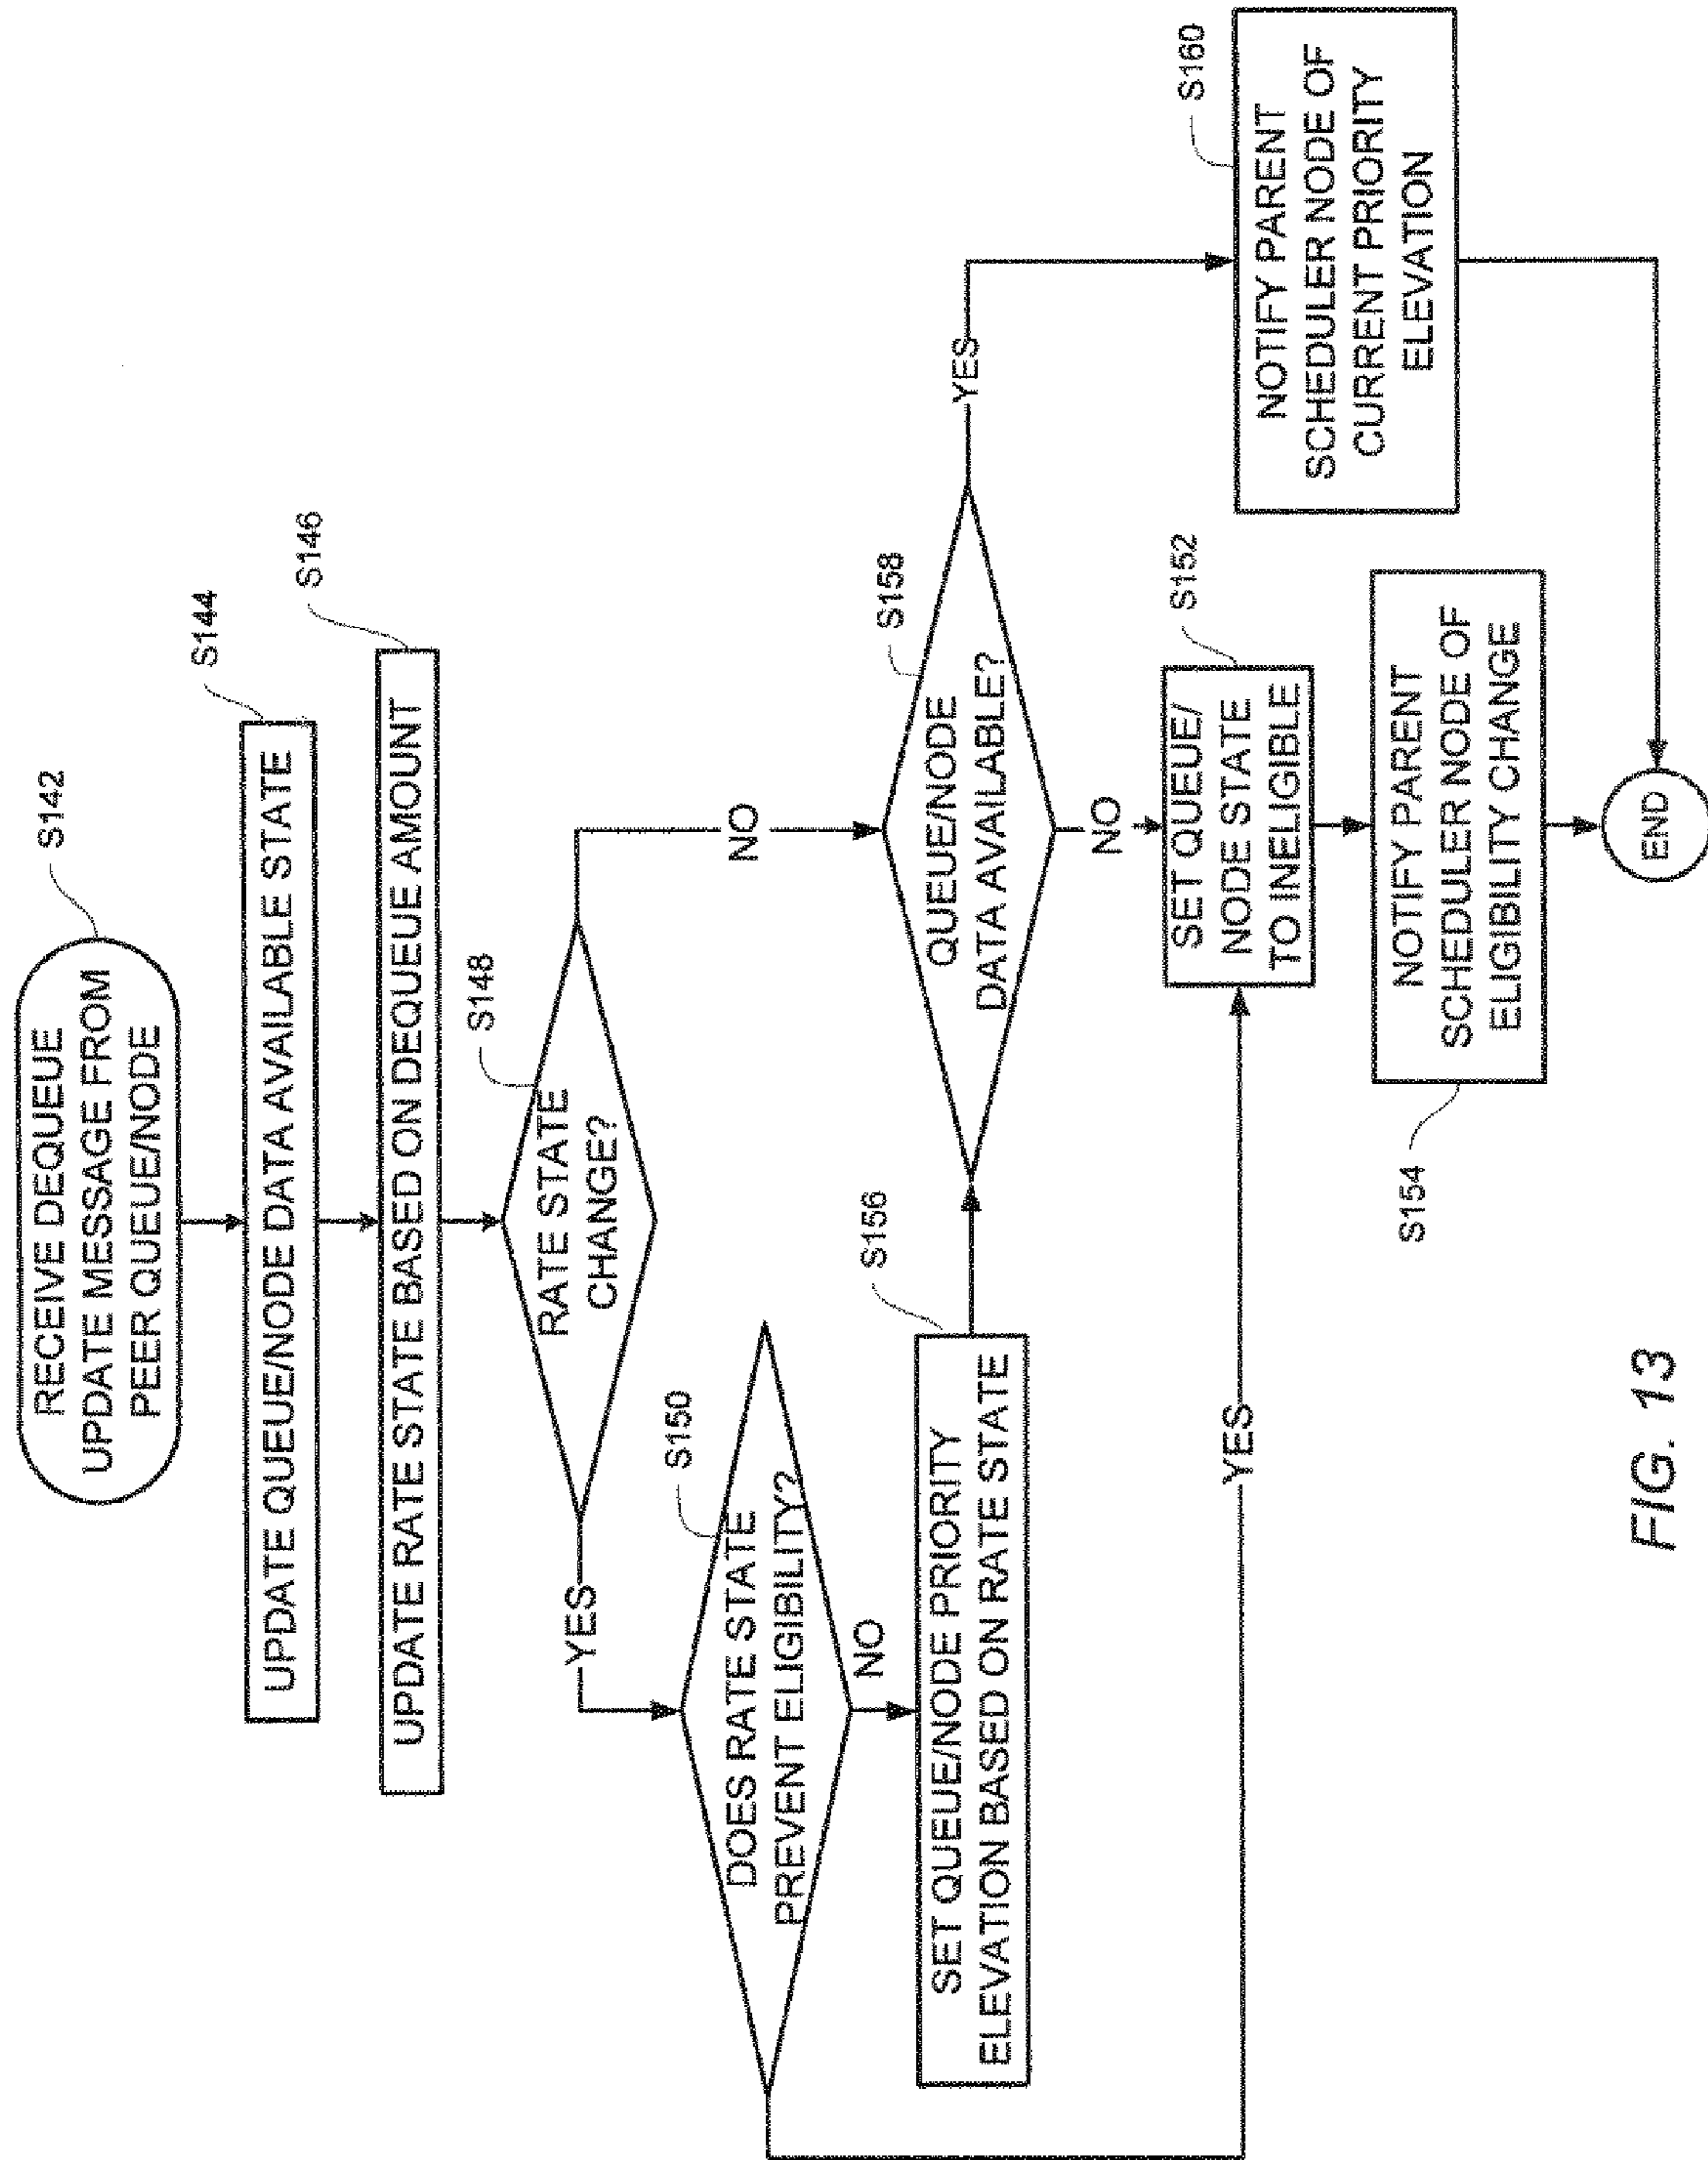 RECEIVE DEQUEUE
UPDATE MESSAGE FROM
PEER QUEUE/NODE
S142
UPDATE QUEUE/NODE DATA AVAILABLE STATE
S144
UPDATE RATE STATE BASED ON DEQUEUE AMOUNT
S146
RATE STATE
CHANGE?
S148
YES
NO
DOES RATE STATE
PREVENT ELIGIBILITY?
S150
NO
SET QUEUE/NODE PRIORITY
ELEVATION BASED ON RATE STATE
S156
QUEUE/NODE
DATA AVAILABLE?
S158
YES
NO
YES
SET QUEUE/
NODE STATE
TO INELIGIBLE
S152
NOTIFY PARENT
SCHEDULER NODE OF
CURRENT PRIORITY
ELEVATION
S160
NOTIFY PARENT
SCHEDULER NODE OF
ELIGIBILITY CHANGE
S154
END
FIG. 13